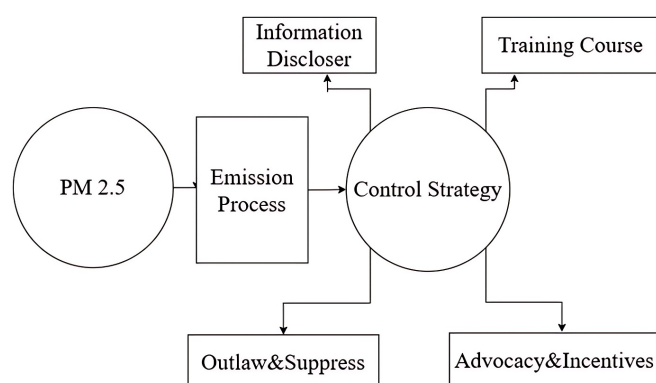 Information
Discloser
Training Course
PM 2.5
Emission
Process
Control Strategy
Outlaw&Suppress
Advocacy&Incentives